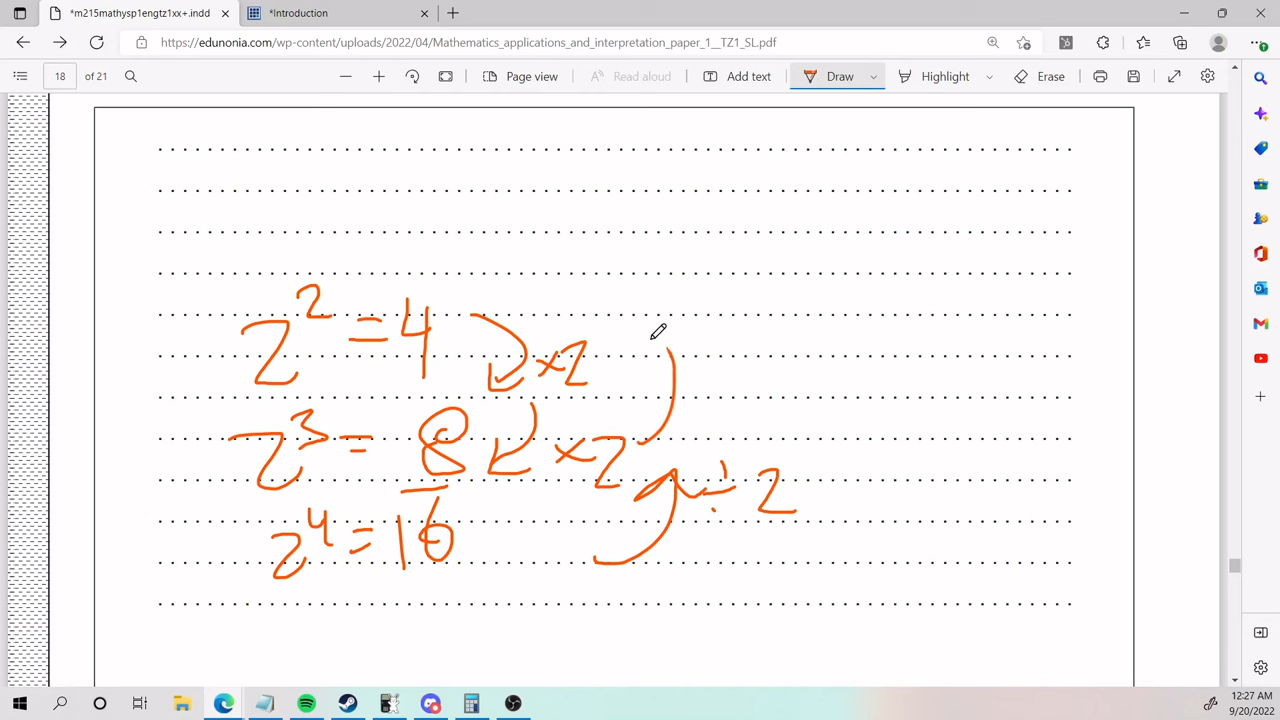 *m215mathysp1engtz1xx+.indd
*Introduction
https://edunonia.com/wp-content/uploads/2022/04/Mathematics_applications_and_interpretation_paper_1__TZ1_SL.pdf
18 of 21
Page view
Read aloud
Add text
Draw
Highlight
Erase
2² = 4
×2
2³ = 8
×2
÷ 2
2⁴ = 16
12:27 AM
9/20/2022